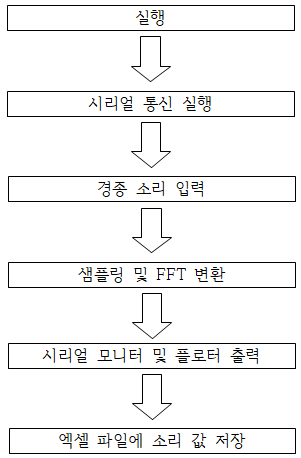 실행
시리얼 통신 실행
경종 소리 입력
샘플링 및 FFT 변환
시리얼 모니터 및 플로터 출력
엑셀 파일에 소리 값 저장